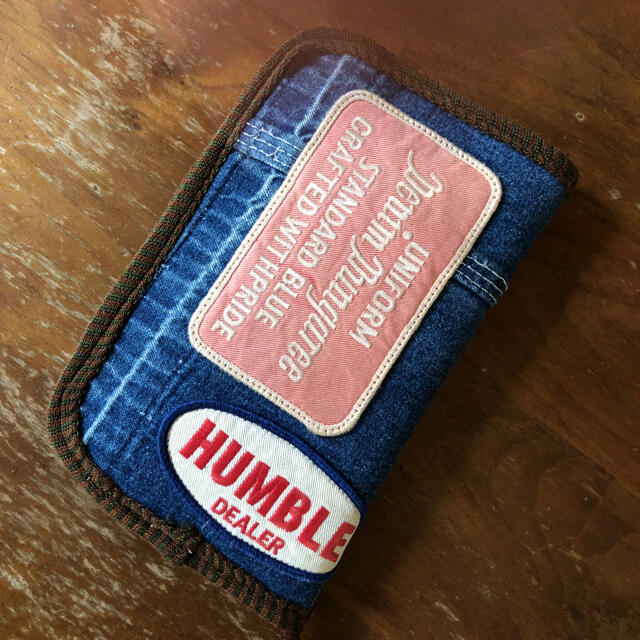 UNIFORM
Denim Dungaree
STANDARD BLUE
CRAFTED WITH PRIDE
HUMBLE
DEALER